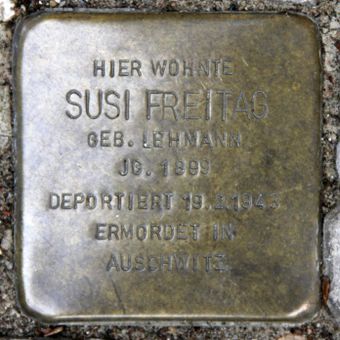 HIER WOHNTE
SUSI FREITAG
GEB. LEHMANN
JG. 1899
DEPORTIERT 19.2.1943
ERMORDET IN
AUSCHWITZ